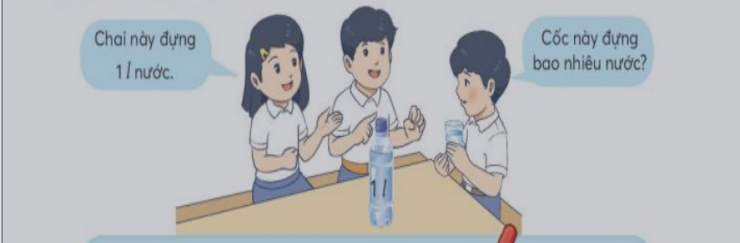 Chai này đựng
1 l nước.
Cốc này đựng
bao nhiêu nước?
1 l